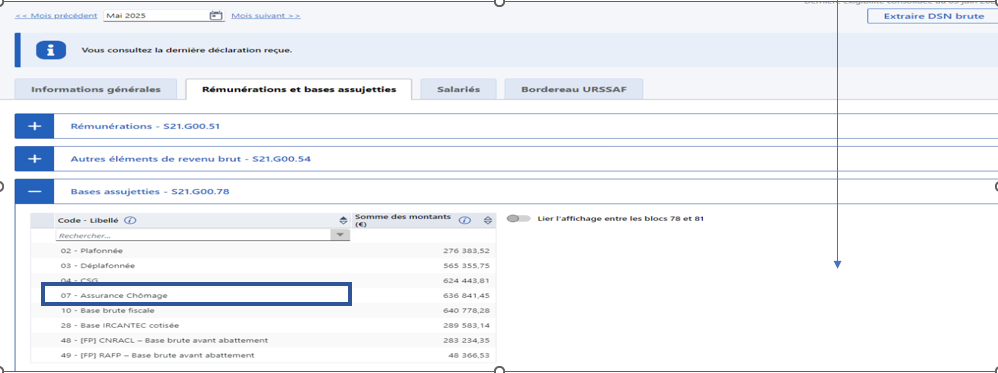 << Mois précédent Mai 2025 Mois suivant >>
Extraire DSN brute
Vous consultez la dernière déclaration reçue.
Informations générales Rémunérations et bases assujetties Salariés Bordereau URSSAF
+ Rémunérations - S21.G00.51
+ Autres éléments de revenu brut - S21.G00.54
− Bases assujetties - S21.G00.78
Code - Libellé Somme des montants (€) Lier l'affichage entre les blocs 78 et 81
Rechercher...
02 - Plafonnée 276 383,52
03 - Déplafonnée 565 355,75
04 - CSG 624 443,81
07 - Assurance Chômage 636 841,45
10 - Base brute fiscale 640 778,28
28 - Base IRCANTEC cotisée 289 583,14
48 - [FP] CNRACL – Base brute avant abattement 283 234,35
49 - [FP] RAFP – Base brute avant abattement 48 366,53